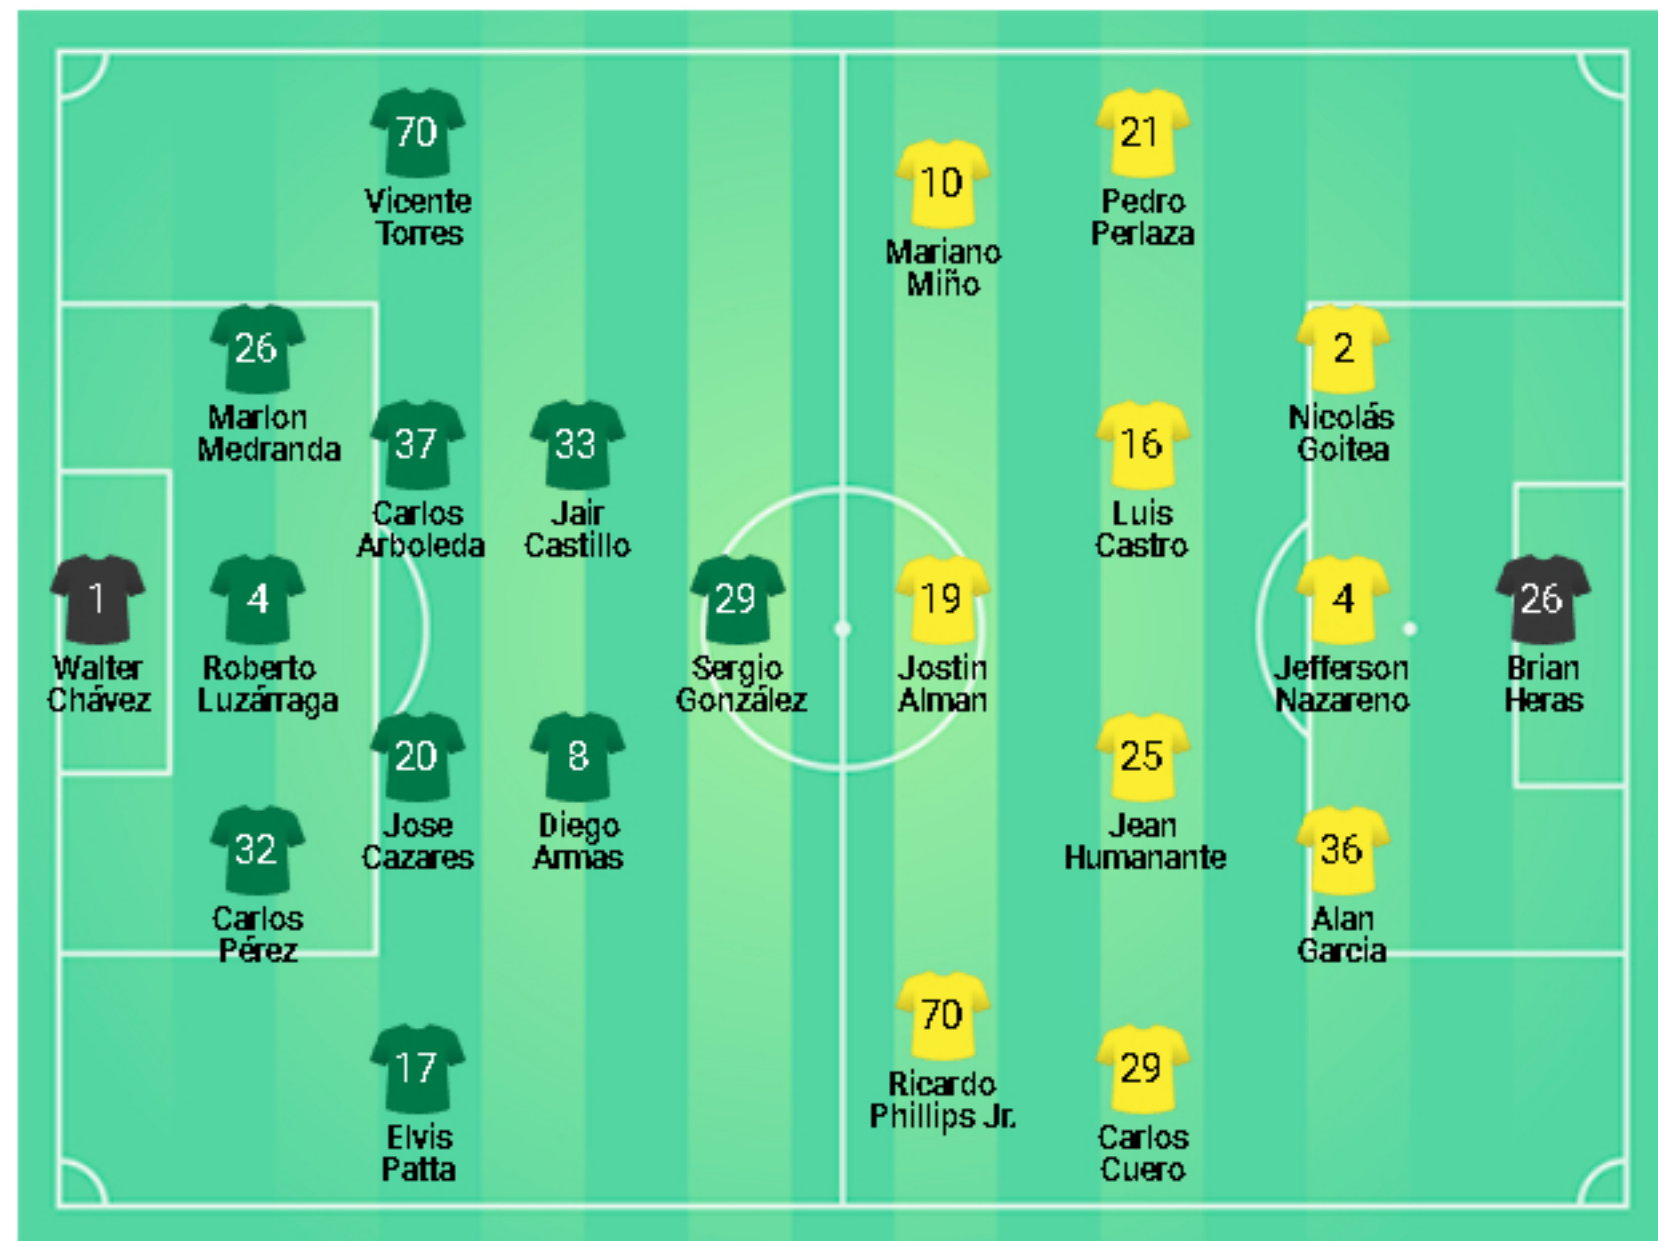 70
Vicente
Torres
21
Pedro
Perlaza
10
Mariano
Miño
26
Marlon
Medranda
2
Nicolás
Goitea
37
Carlos
Arboleda
33
Jair
Castillo
16
Luis
Castro
1
Walter
Chávez
4
Roberto
Luzárraga
29
Sergio
González
19
Jostin
Alman
4
Jefferson
Nazareno
26
Brian
Heras
20
Jose
Cazares
8
Diego
Armas
25
Jean
Humanante
32
Carlos
Pérez
36
Alan
Garcia
70
Ricardo
Phillips Jr.
17
Elvis
Patta
29
Carlos
Cuero